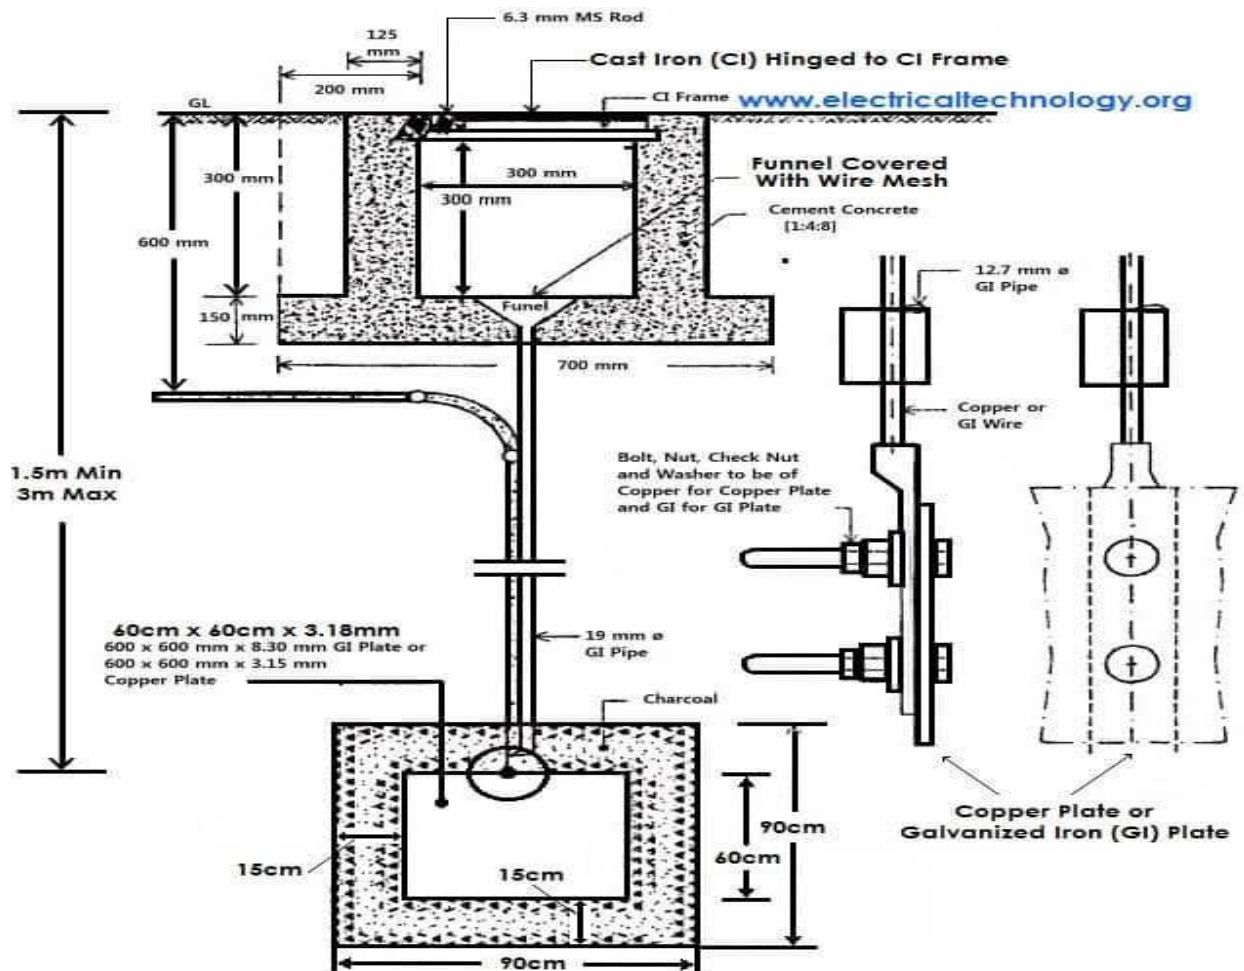 6.3 mm MS Rod
125
mm
Cast Iron (CI) Hinged to CI Frame
200 mm
GL
CI Frame
www.electricaltechnology.org
300 mm
300 mm
300 mm
Funnel Covered
With Wire Mesh
Cement Concrete
[1:4:8]
600 mm
12.7 mm ø
GI Pipe
150 mm
Funel
700 mm
Copper or
GI Wire
1.5m Min
3m Max
Bolt, Nut, Check Nut
and Washer to be of
Copper for Copper Plate
and GI for GI Plate
60cm x 60cm x 3.18mm
600 x 600 mm x 8.30 mm GI Plate or
600 x 600 mm x 3.15 mm
Copper Plate
19 mm ø
GI Pipe
Charcoal
Copper Plate or
Galvanized Iron (GI) Plate
90cm
60cm
15cm
15cm
90cm